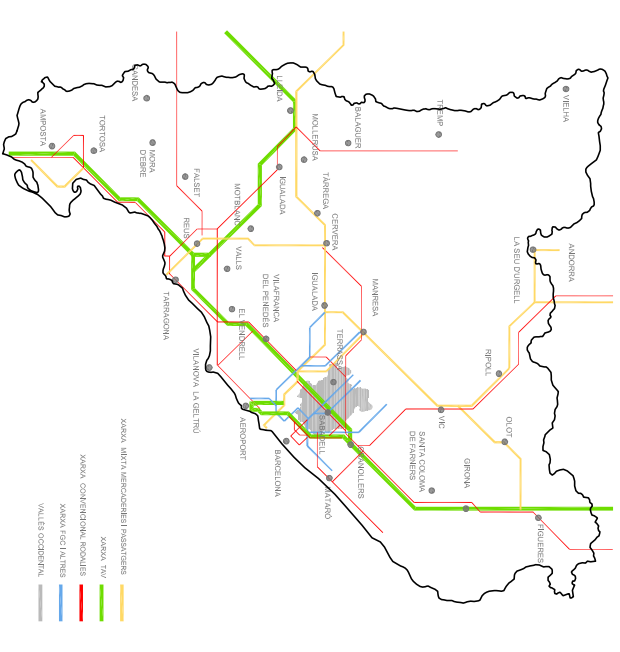 VIELHA
TREMP
BALAGUER
MOLLERUSA
LLEIDA
GANDESA
AMPOSTA
TORTOSA
MORA
D'EBRE
FALSET
REUS
MOTBLANC
IGUALADA
TÀRREGA
CERVERA
LA SEU D'URGELL
ANDORRA
VALLS
TARRAGONA
IGUALADA
MANRESA
VILAFRANCA
DEL PENEDÈS
EL VENDRELL
TERRASSA
RIPOLL
VILANOVA I LA GELTRÚ
AEROPORT
SABADELL
VIC
OLOT
BARCELONA
GRANOLLERS
SANTA COLOMA
DE FARNERS
GIRONA
MATARÓ
FIGUERES
XARXA MIXTA MERCADERIES I PASSATGERS
XARXA TAV
XARXA CONVENCIONAL RODALIES
XARXA FGC I ALTRES
VALLÈS OCCIDENTAL